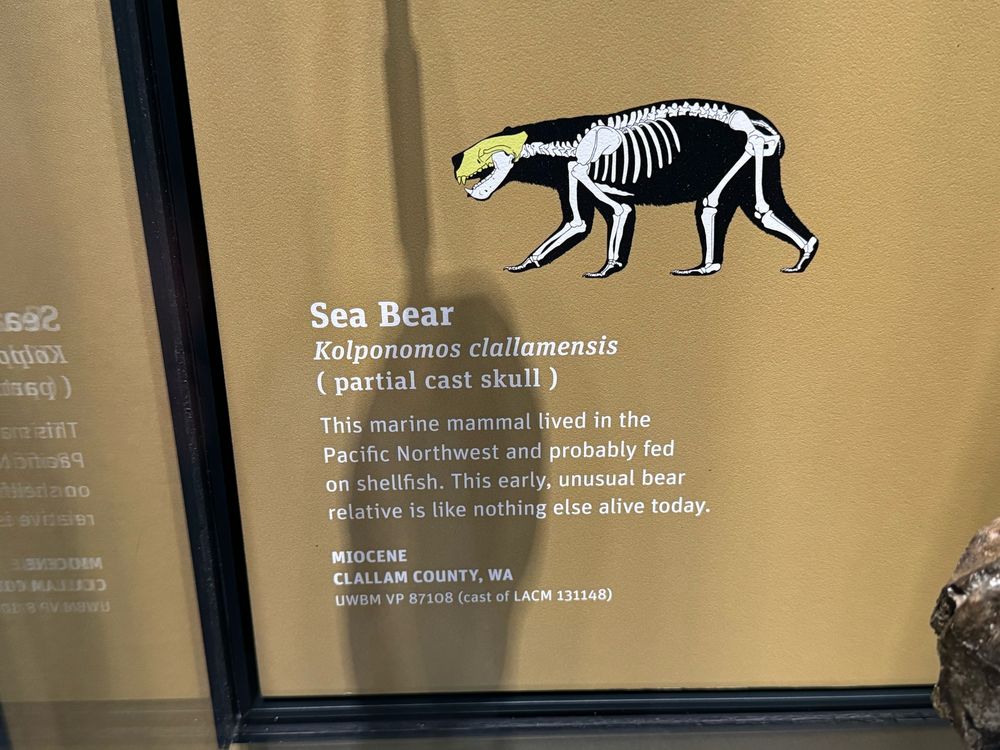 Sea Bear
Kolponomos clallamensis
( partial cast skull )
This marine mammal lived in the
Pacific Northwest and probably fed
on shellfish. This early, unusual bear
relative is like nothing else alive today.
MIOCENE
CLALLAM COUNTY, WA
UWBM VP 87108 (cast of LACM 131148)